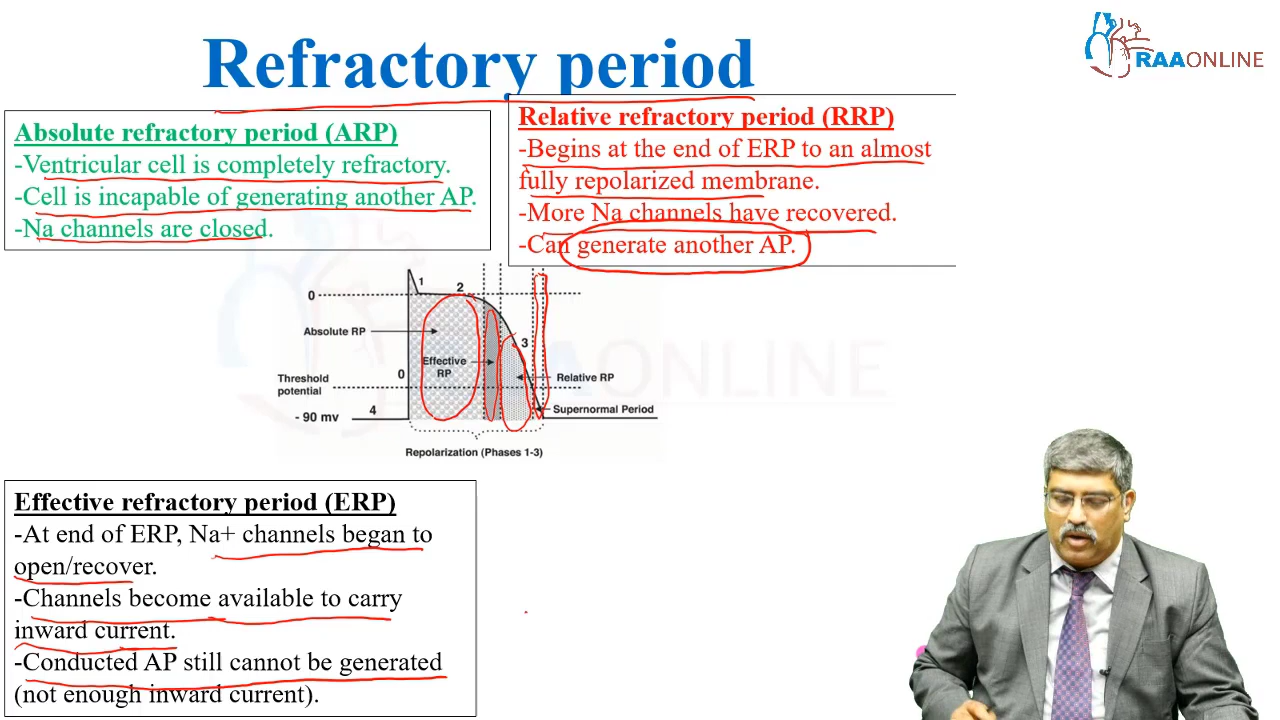 Refractory period
RAAONLINE
Absolute refractory period (ARP)
-Ventricular cell is completely refractory.
-Cell is incapable of generating another AP.
-Na channels are closed.
Relative refractory period (RRP)
-Begins at the end of ERP to an almost
fully repolarized membrane.
-More Na channels have recovered.
-Can generate another AP.
1
2
0
Absolute RP
3
Effective
RP
0
Relative RP
Threshold
potential
4
- 90 mv
Supernormal Period
Repolarization (Phases 1-3)
ONLINE
Effective refractory period (ERP)
-At end of ERP, Na+ channels began to
open/recover.
-Channels become available to carry
inward current.
-Conducted AP still cannot be generated
(not enough inward current).